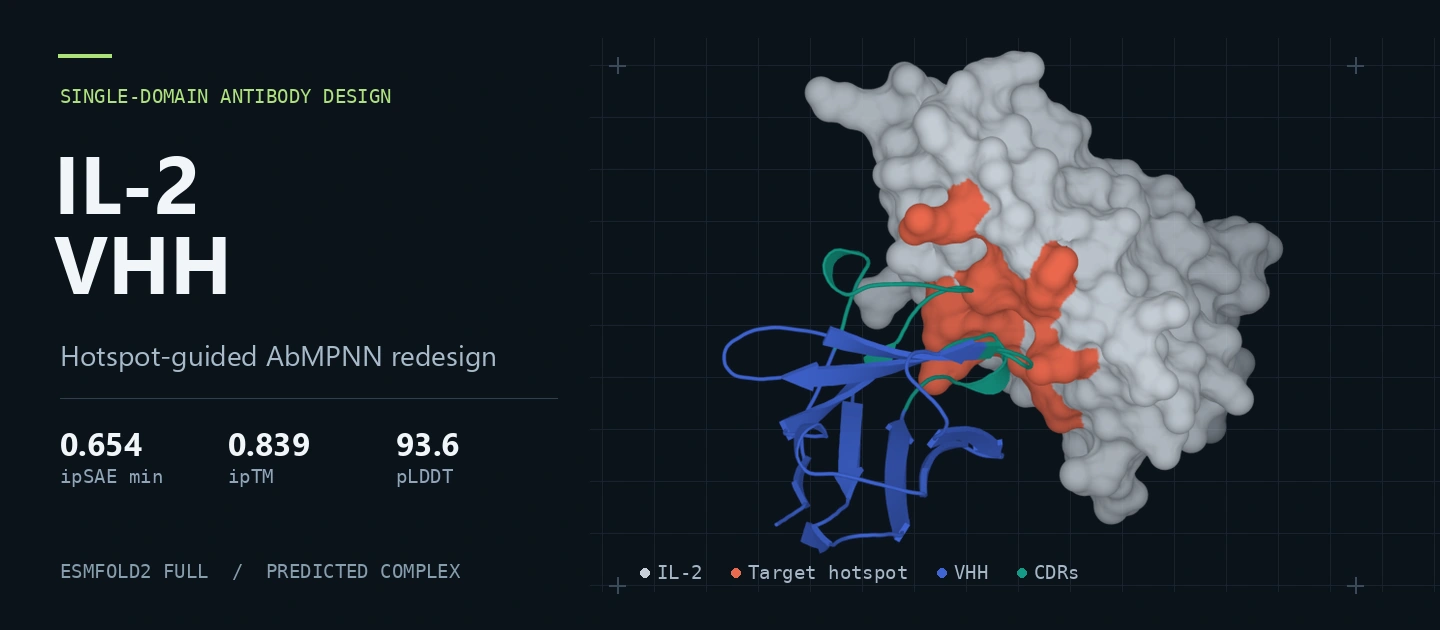 SINGLE-DOMAIN ANTIBODY DESIGN
IL-2
VHH
Hotspot-guided AbMPNN redesign
0.654 0.839 93.6
ipSAE min ipTM pLDDT
ESMFOLD2 FULL / PREDICTED COMPLEX
IL-2 Target hotspot VHH CDRs